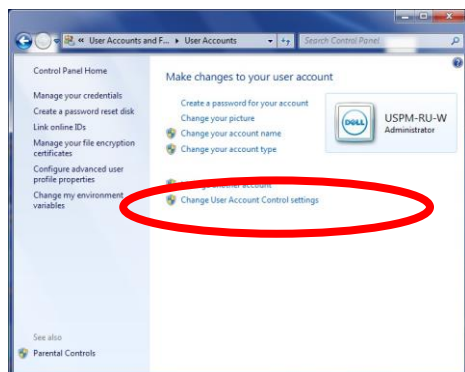 « User Accounts and F... ▸ User Accounts
Search Control Panel
Control Panel Home
Manage your credentials
Create a password reset disk
Link online IDs
Manage your file encryption
certificates
Configure advanced user
profile properties
Change my environment
variables
See also
Parental Controls
Make changes to your user account
Create a password for your account
Change your picture
Change your account name
Change your account type
account
Change User Account Control settings
DELL
USPM-RU-W
Administrator